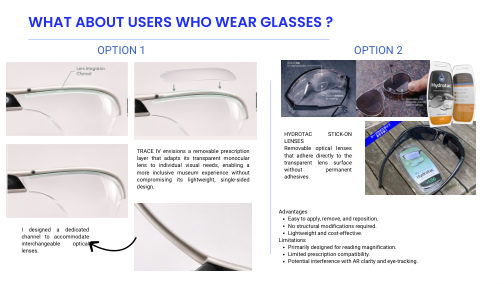 WHAT ABOUT USERS WHO WEAR GLASSES ?
OPTION 1
Lens Integration
Channel
TRACE IV envisions a removable prescription
layer that adapts its transparent monocular
lens to individual visual needs, enabling a
more inclusive museum experience without
compromising its lightweight, single-sided
design.
I designed a dedicated
channel to accommodate
interchangeable optical
lenses.
OPTION 2
Hydrotac
HYDROTAC STICK-ON
LENSES
Removable optical lenses
that adhere directly to the
transparent lens surface
without permanent
adhesives.
Advantages
Easy to apply, remove, and reposition.
No structural modifications required.
Lightweight and cost-effective.
Limitations
Primarily designed for reading magnification.
Limited prescription compatibility.
Potential interference with AR clarity and eye-tracking.